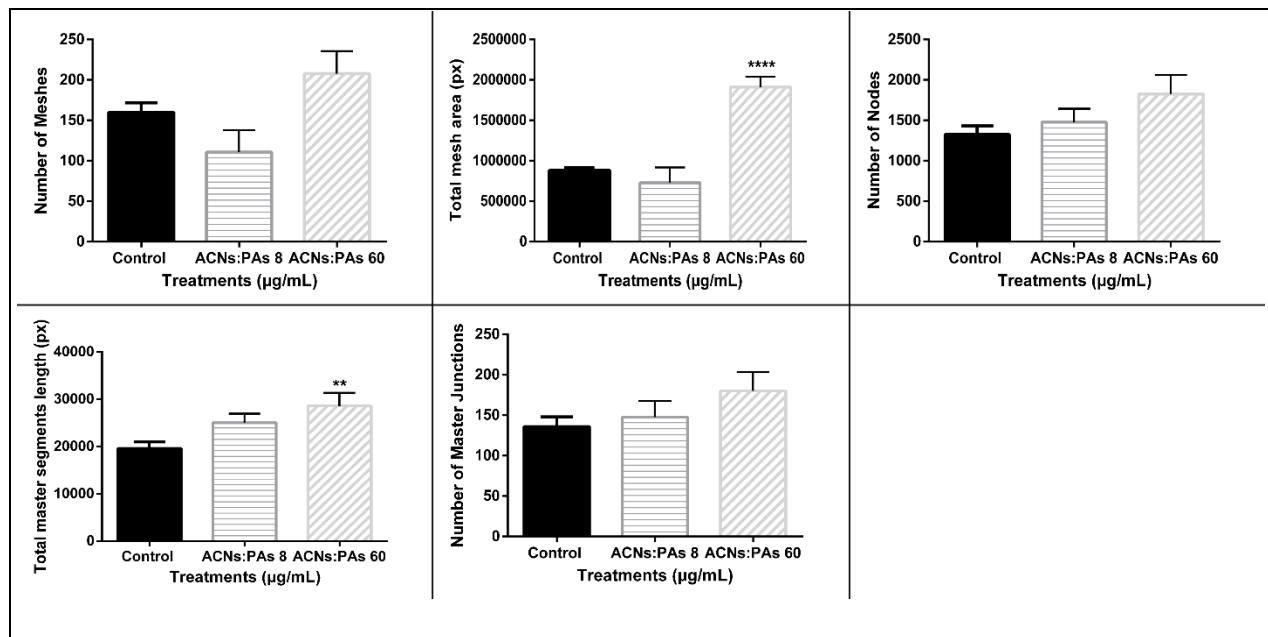 Number of Meshes
250
200
150
100
50
0
Control ACNs:PAs 8 ACNs:PAs 60
Treatments (µg/mL)
Total mesh area (px)
2500000
2000000
1500000
1000000
500000
0
****
Control ACNs:PAs 8 ACNs:PAs 60
Treatments (µg/mL)
Number of Nodes
2500
2000
1500
1000
500
0
Control ACNs:PAs 8 ACNs:PAs 60
Treatments (µg/mL)
Total master segments length (px)
40000
30000
20000
10000
0
**
Control ACNs:PAs 8 ACNs:PAs 60
Treatments (µg/mL)
Number of Master Junctions
250
200
150
100
50
0
Control ACNs:PAs 8 ACNs:PAs 60
Treatments (µg/mL)